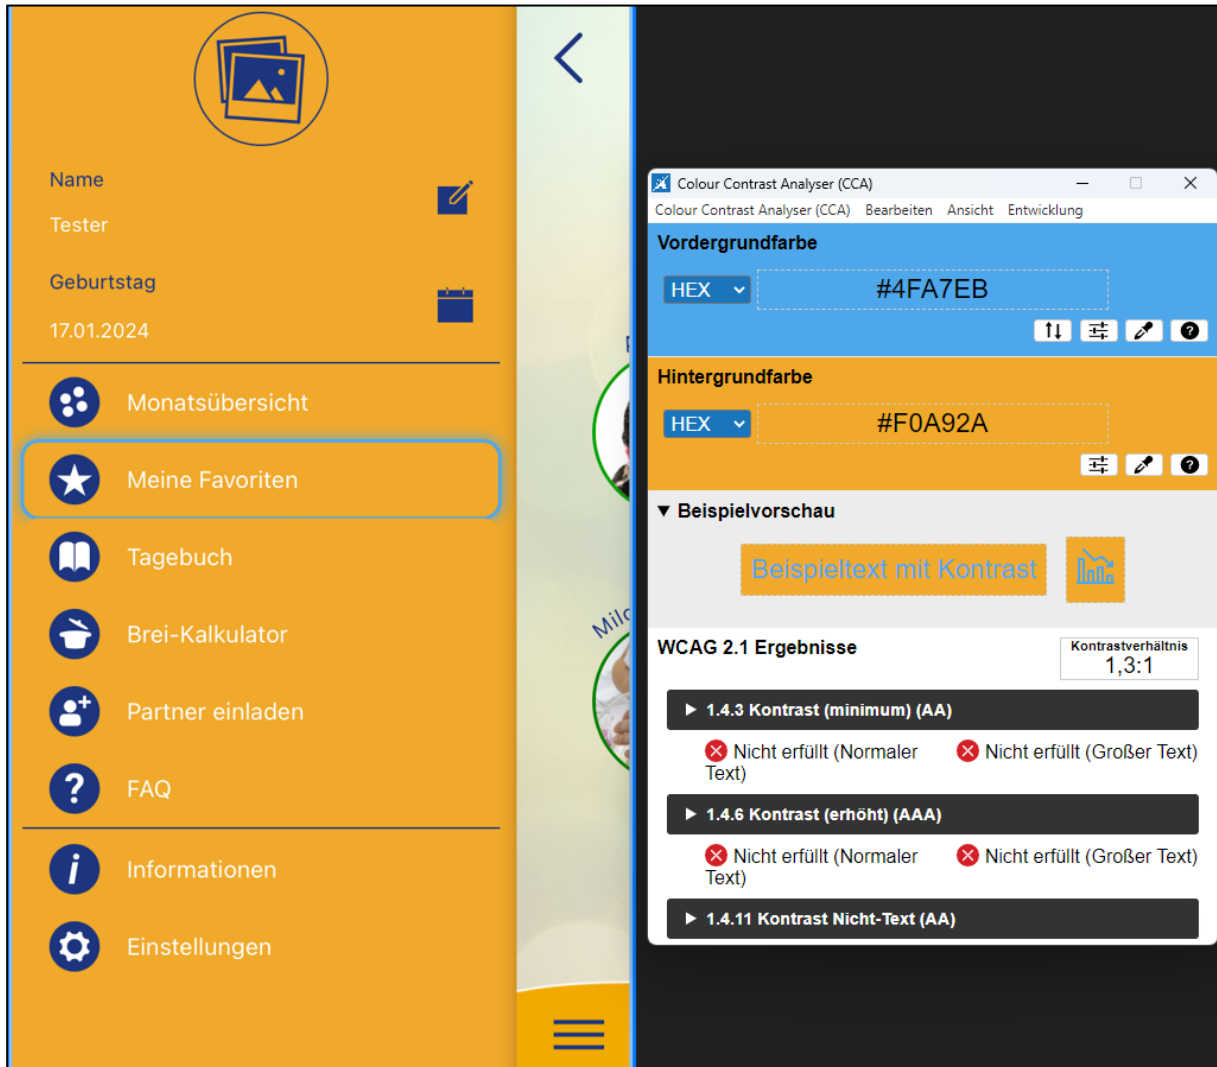 Name
Tester
Geburtstag
17.01.2024
Monatsübersicht
Meine Favoriten
Tagebuch
Brei-Kalkulator
Partner einladen
FAQ
Informationen
Einstellungen
Colour Contrast Analyser (CCA)
Colour Contrast Analyser (CCA) Bearbeiten Ansicht Entwicklung
Vordergrundfarbe
HEX #4FA7EB
Hintergrundfarbe
HEX #F0A92A
▼ Beispielvorschau
Beispieltext mit Kontrast
WCAG 2.1 Ergebnisse
Kontrastverhältnis
1,3:1
▶ 1.4.3 Kontrast (minimum) (AA)
Nicht erfüllt (Normaler Text)
Nicht erfüllt (Großer Text)
▶ 1.4.6 Kontrast (erhöht) (AAA)
Nicht erfüllt (Normaler Text)
Nicht erfüllt (Großer Text)
▶ 1.4.11 Kontrast Nicht-Text (AA)